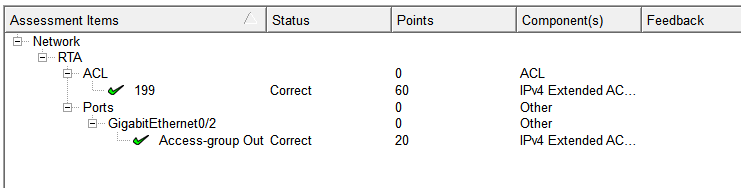 Assessment Items Status Points Component(s) Feedback
Network
RTA
ACL 0 ACL
199 Correct 60 IPv4 Extended AC...
Ports 0 Other
GigabitEthernet0/2 0 Other
Access-group Out Correct 20 IPv4 Extended AC...